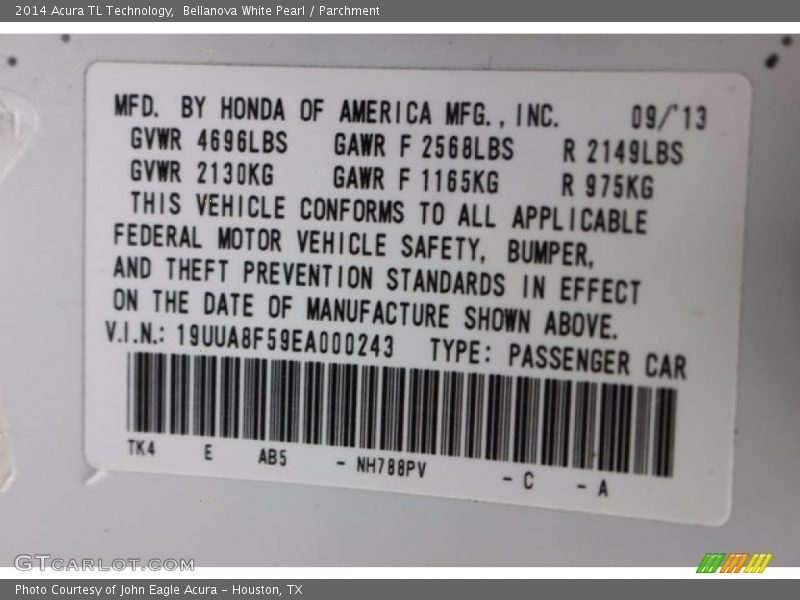 2014 Acura TL Technology,  Bellanova White Pearl / Parchment
MFD. BY HONDA OF AMERICA MFG., INC. 09/'13
GVWR 4696LBS GAWR F 2568LBS R 2149LBS
GVWR 2130KG GAWR F 1165KG R 975KG
THIS VEHICLE CONFORMS TO ALL APPLICABLE
FEDERAL MOTOR VEHICLE SAFETY, BUMPER,
AND THEFT PREVENTION STANDARDS IN EFFECT
ON THE DATE OF MANUFACTURE SHOWN ABOVE.
V.I.N.: 19UUA8F59EA000243 TYPE: PASSENGER CAR
TK4 E AB5 - NH788PV - C - A
GTCARLOT.COM
Photo Courtesy of John Eagle Acura - Houston, TX